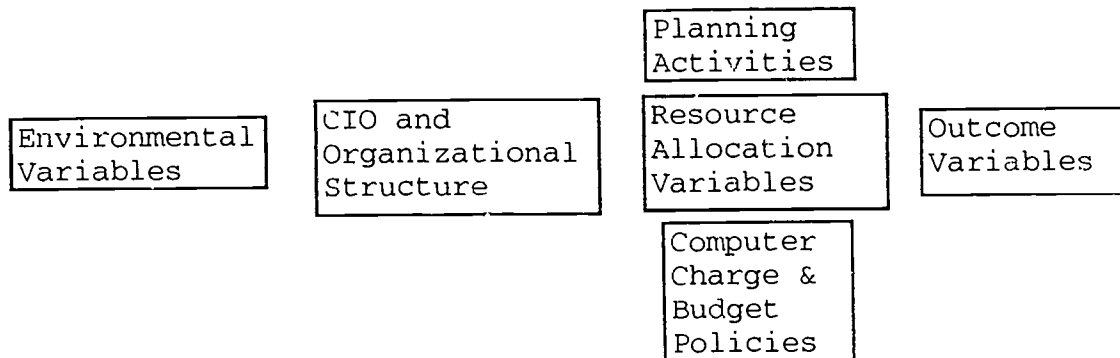 Environmental
Variables
CIO and
Organizational
Structure
Planning
Activities
Resource
Allocation
Variables
Computer
Charge &
Budget
Policies
Outcome
Variables